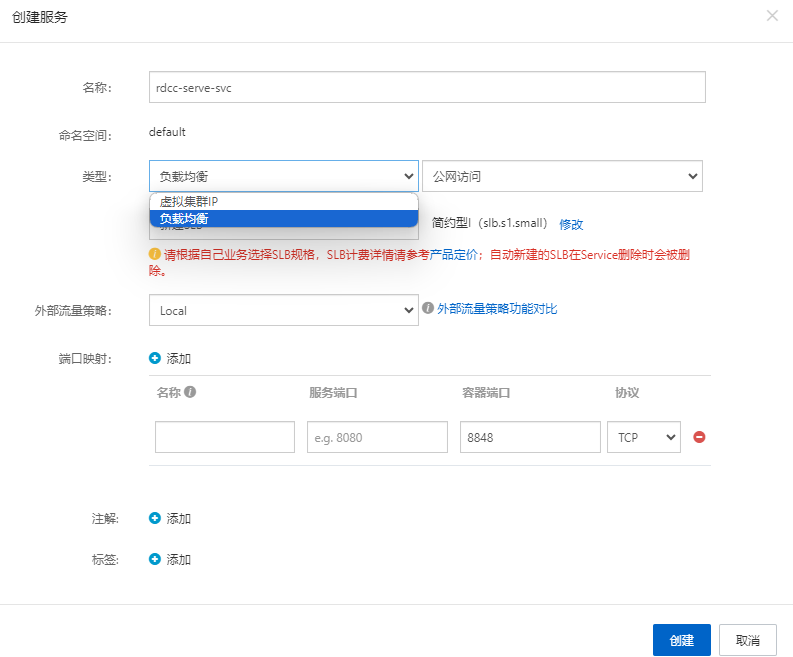 创建服务
名称:
rdcc-serve-svc
命名空间:
default
类型:
负载均衡
公网访问
虚拟集群IP
负载均衡
简约型I（slb.s1.small） 修改
请根据自己业务选择SLB规格，SLB计费详情请参考产品定价；自动新建的SLB在Service删除时会被删
除。
外部流量策略:
Local
外部流量策略功能对比
端口映射:
添加
名称 服务端口 容器端口 协议
e.g. 8080 8848 TCP
注解: 添加
标签: 添加
创建 取消